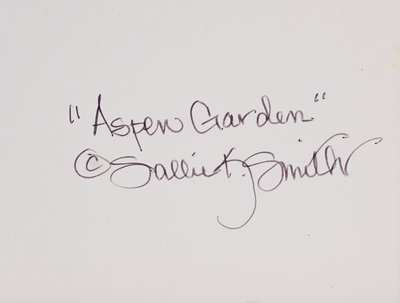 "Aspen Garden"
© Sallie K. Smith